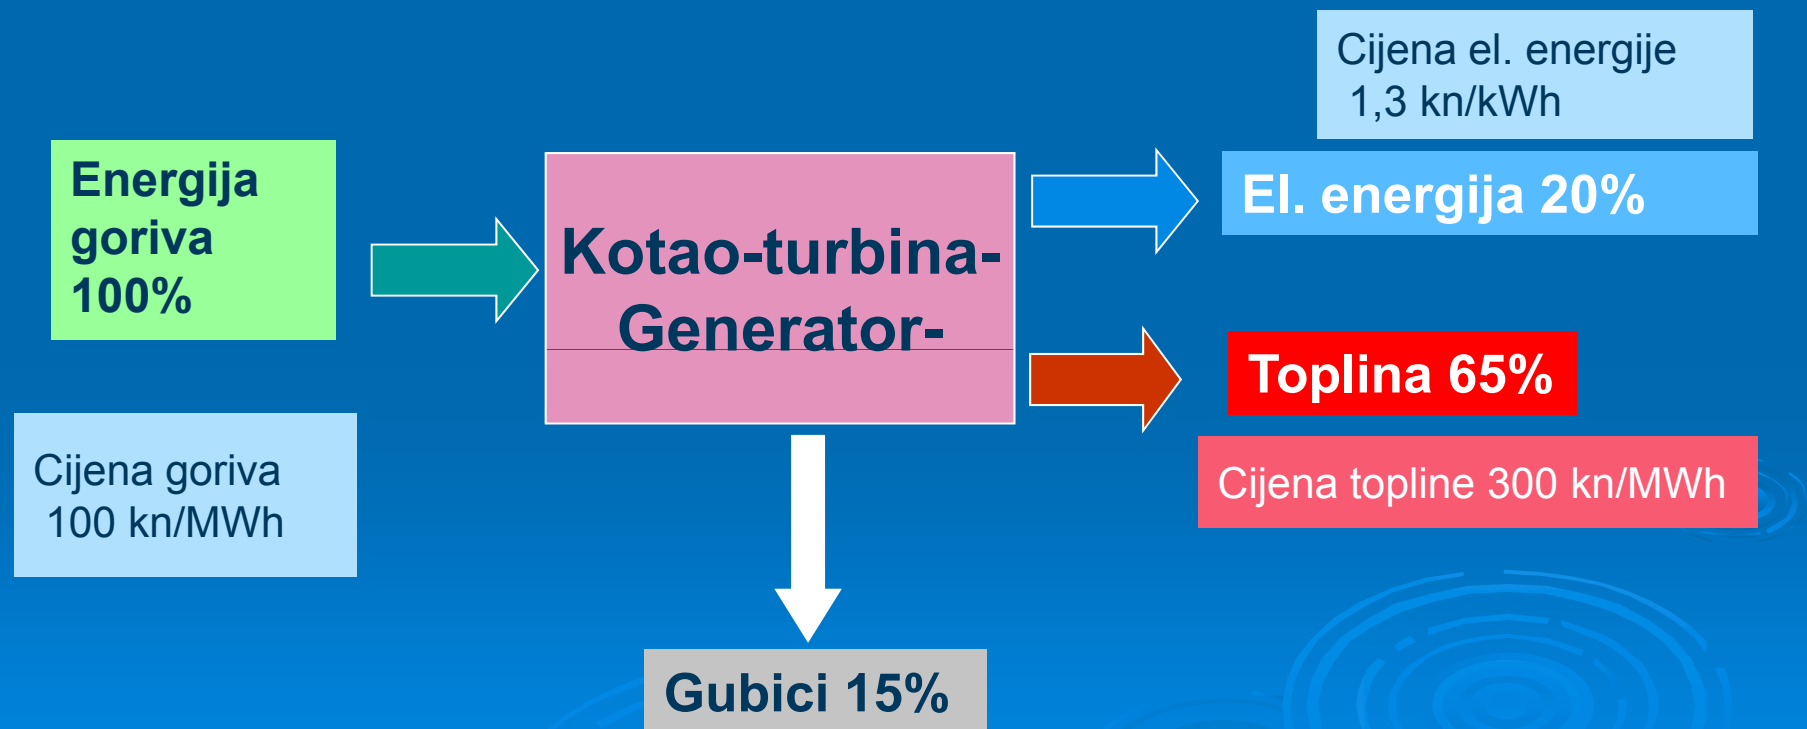 Cijena el. energije
1,3 kn/kWh
Energija
goriva
100%
Kotao-turbina-
Generator-
El. energija 20%
Toplina 65%
Cijena goriva
100 kn/MWh
Cijena topline 300 kn/MWh
Gubici 15%